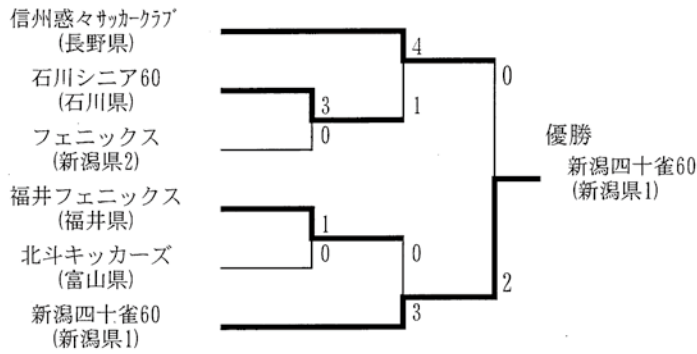 信州惑々サッカークラブ
(長野県)
4
0
石川シニア60
(石川県)
3
1
0
フェニックス
(新潟県2)
優勝
新潟四十雀60
(新潟県1)
福井フェニックス
(福井県)
1
0
0
北斗キッカーズ
(富山県)
2
新潟四十雀60
(新潟県1)
3